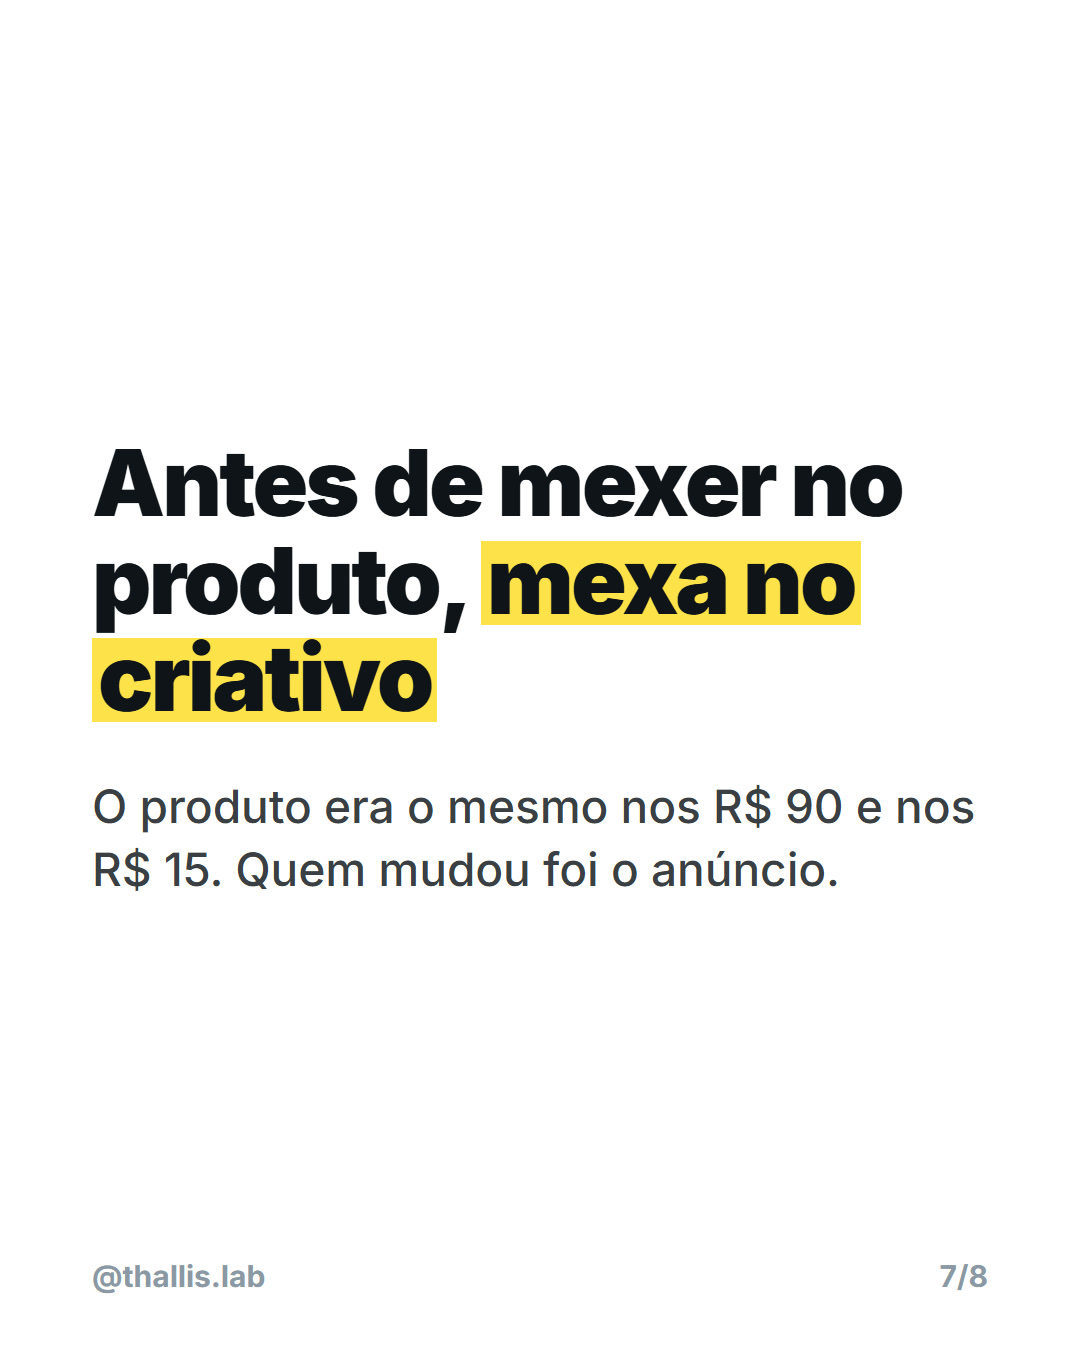 Antes de mexer no
produto, mexa no
criativo
O produto era o mesmo nos R$ 90 e nos
R$ 15. Quem mudou foi o anúncio.
@thallis.lab
7/8